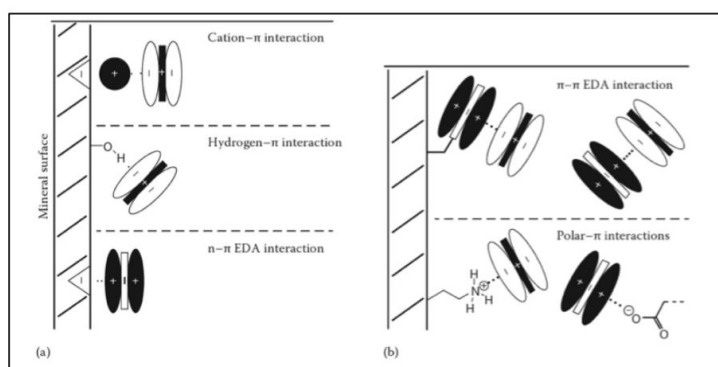 Cation–π interaction
Hydrogen–π interaction
n–π EDA interaction
Mineral surface
O
H
(a)
π–π EDA interaction
Polar–π interactions
H
N
H
H
O
O
(b)